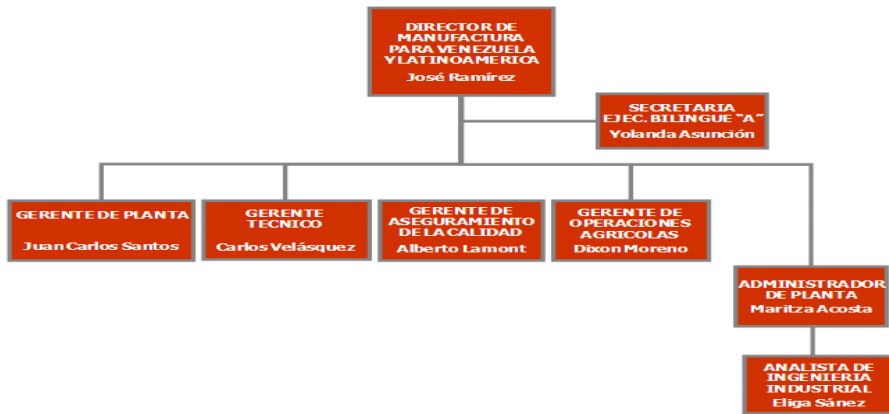 DIRECTOR DE
MANUFACTURA
PARA VENEZUELA
Y LATINOAMERICA
José Ramírez
SECRETARIA
EJEC. BILINGUE "A"
Yolanda Asunción
GERENTE DE PLANTA
Juan Carlos Santos
GERENTE
TECNICO
Carlos Velásquez
GERENTE DE
ASEGURAMIENTO
DE LA CALIDAD
Alberto Lamont
GERENTE DE
OPERACIONES
AGRICOLAS
Dixon Moreno
ADMINISTRADOR
DE PLANTA
Maritza Acosta
ANALISTA DE
INGENIERIA
INDUSTRIAL
Eliga Sánez